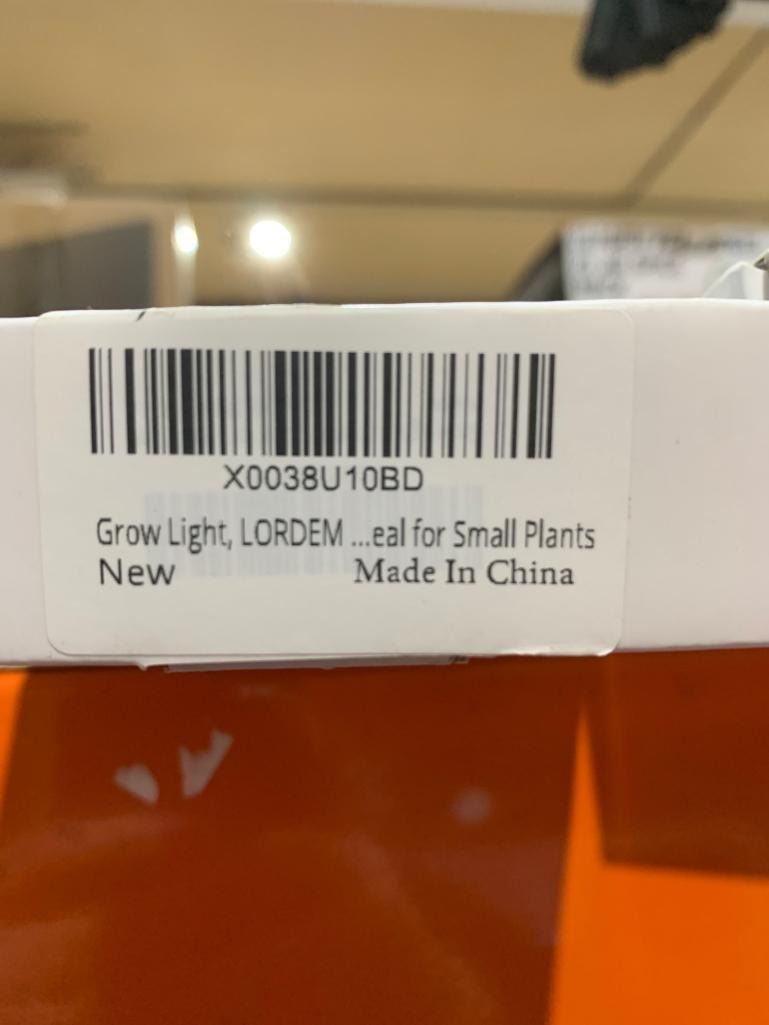 X0038U10BD
Grow Light, LORDEM ...eal for Small Plants
New Made In China